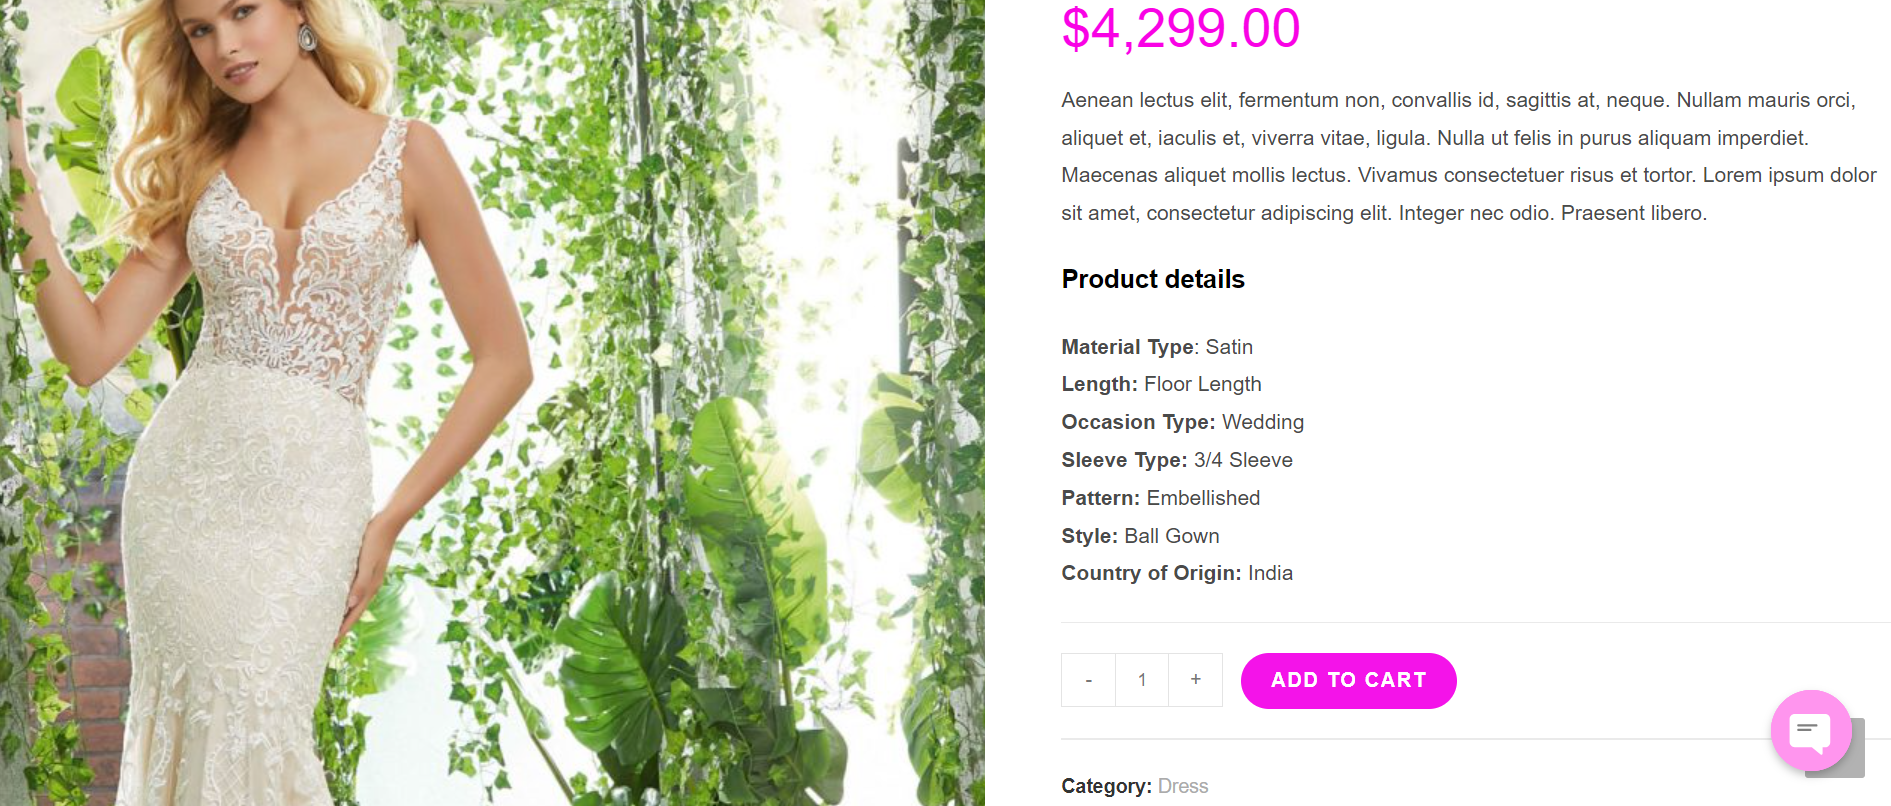 $4,299.00
Aenean lectus elit, fermentum non, convallis id, sagittis at, neque. Nullam mauris orci,
aliquet et, iaculis et, viverra vitae, ligula. Nulla ut felis in purus aliquam imperdiet.
Maecenas aliquet mollis lectus. Vivamus consectetuer risus et tortor. Lorem ipsum dolor
sit amet, consectetur adipiscing elit. Integer nec odio. Praesent libero.
Product details
Material Type: Satin
Length: Floor Length
Occasion Type: Wedding
Sleeve Type: 3/4 Sleeve
Pattern: Embellished
Style: Ball Gown
Country of Origin: India
- 1 + ADD TO CART
Category: Dress